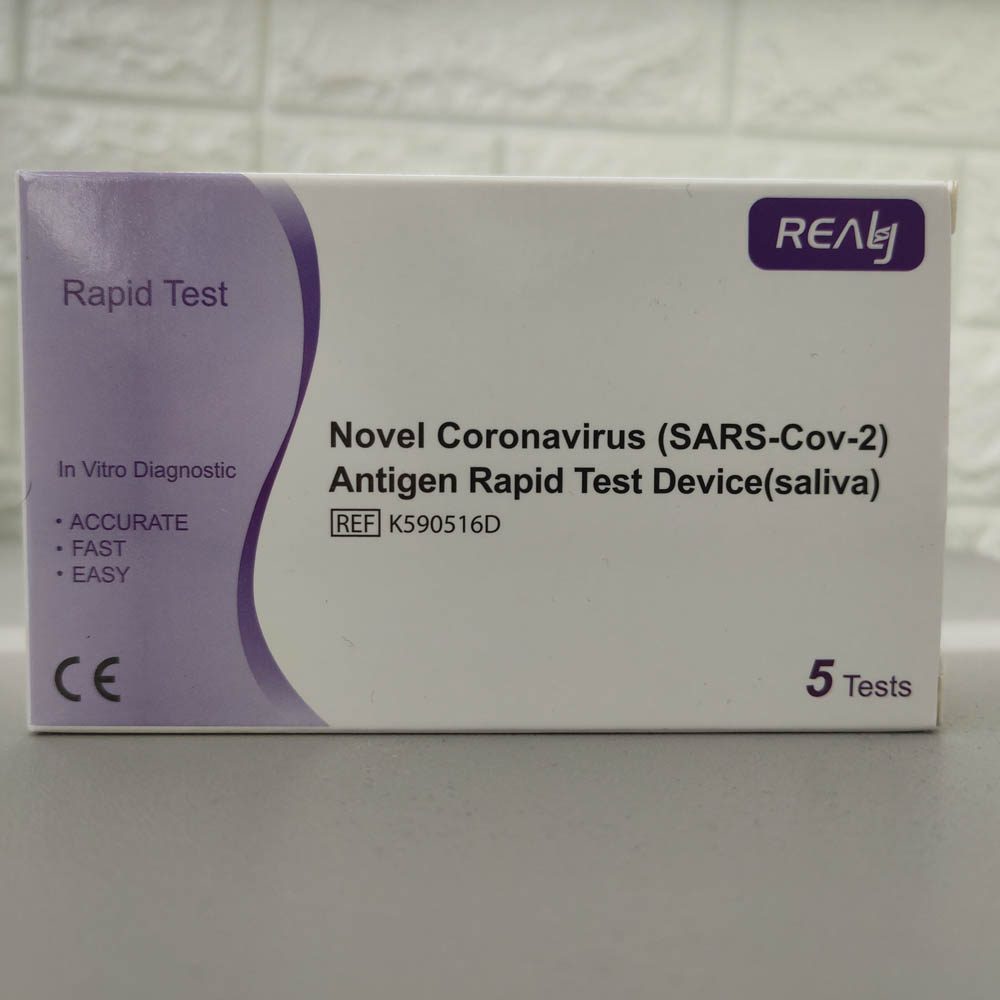 REALY
Rapid Test
Novel Coronavirus (SARS-Cov-2)
Antigen Rapid Test Device(saliva)
REF K590516D
In Vitro Diagnostic
• ACCURATE
• FAST
• EASY
CE
5 Tests